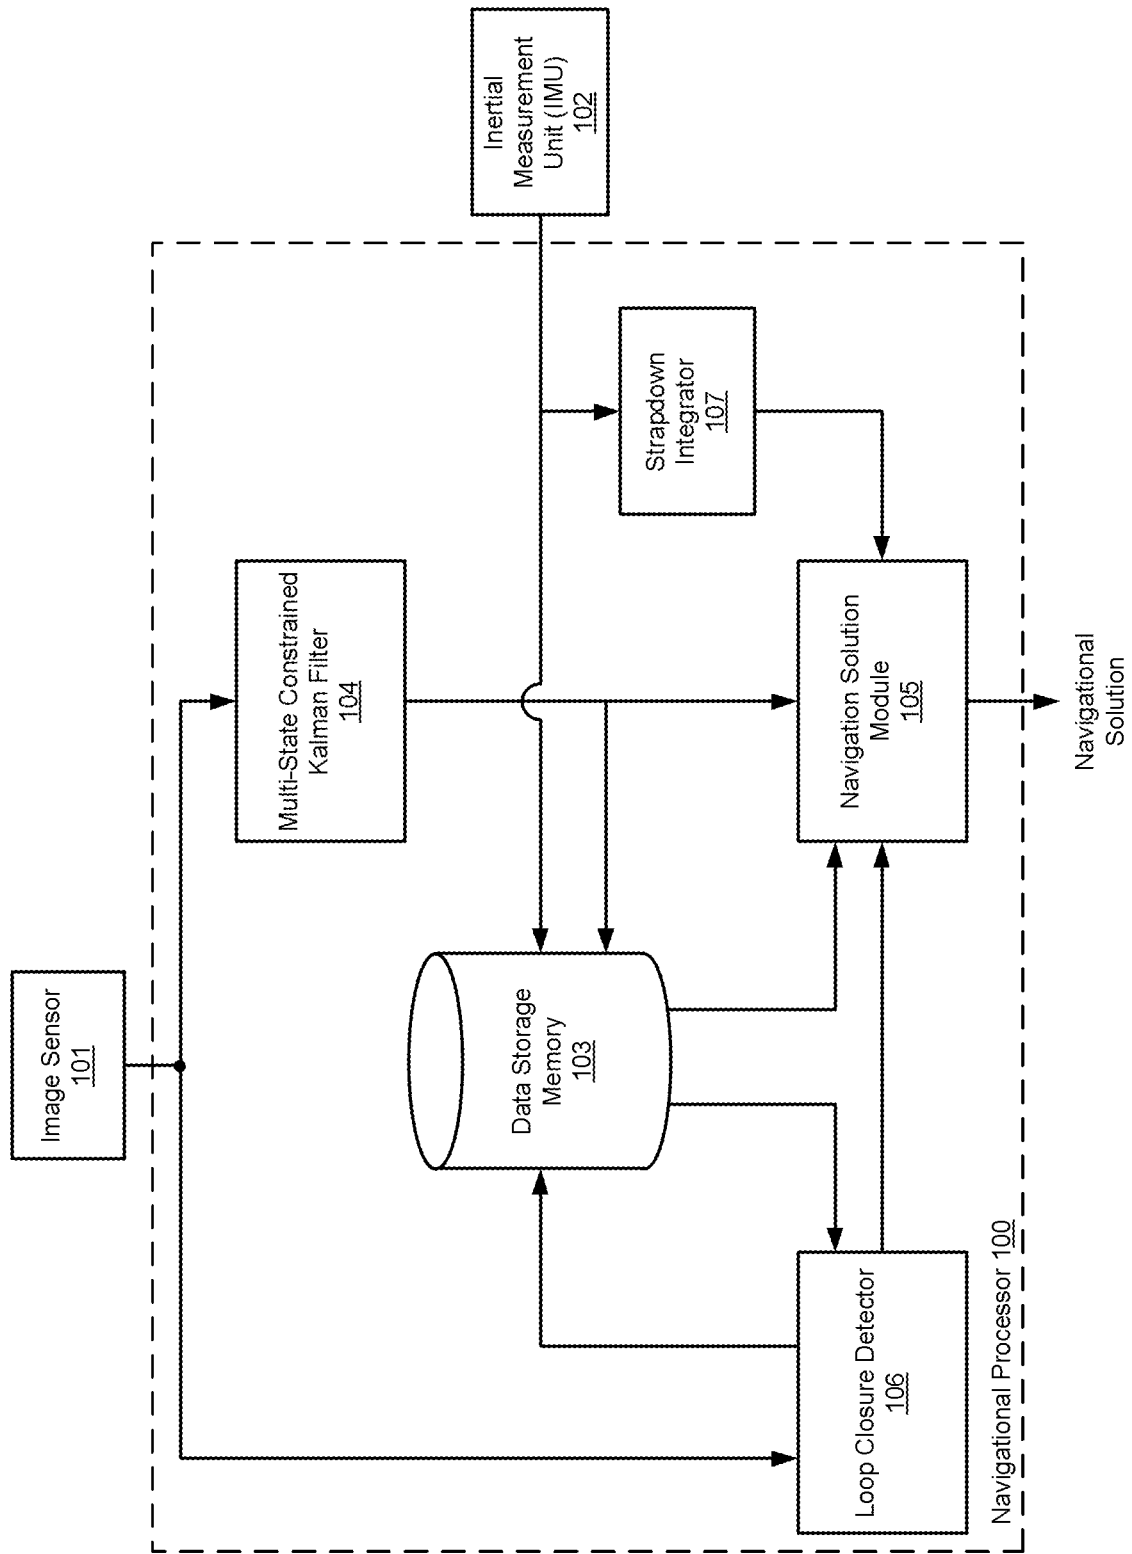 Image Sensor
101
Inertial
Measurement
Unit (IMU)
102
Multi-State Constrained
Kalman Filter
104
Strapdown
Integrator
107
Data Storage
Memory
103
Loop Closure Detector
106
Navigation Solution
Module
105
Navigational Processor 100
Navigational
Solution